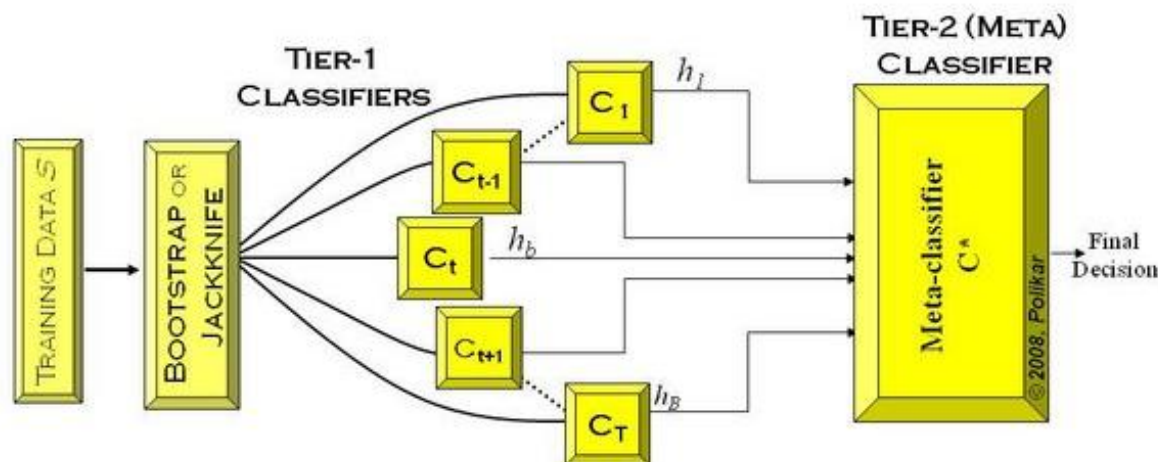 TRAINING DATA S
BOOTSTRAP OR
JACKKNIFE
TIER-1
CLASSIFIERS
C1
Ct-1
Ct
Ct+1
CT
h1
hb
hB
TIER-2 (META)
CLASSIFIER
Meta-classifier
C*
© 2008, Polikar
Final
Decision